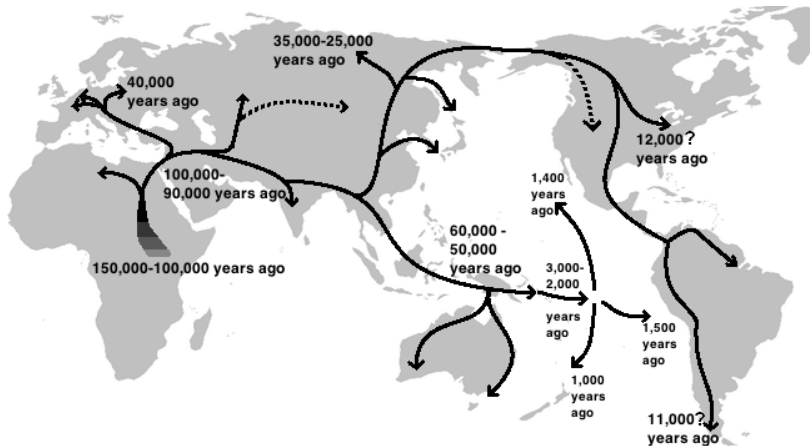 35,000-25,000
years ago
40,000
years ago
100,000-
90,000 years ago
150,000-100,000 years ago
60,000 -
50,000
years ago
1,400
years
ago
3,000-
2,000
years
ago
1,500
years
ago
1,000
years
ago
12,000?
years ago
11,000?
years ago